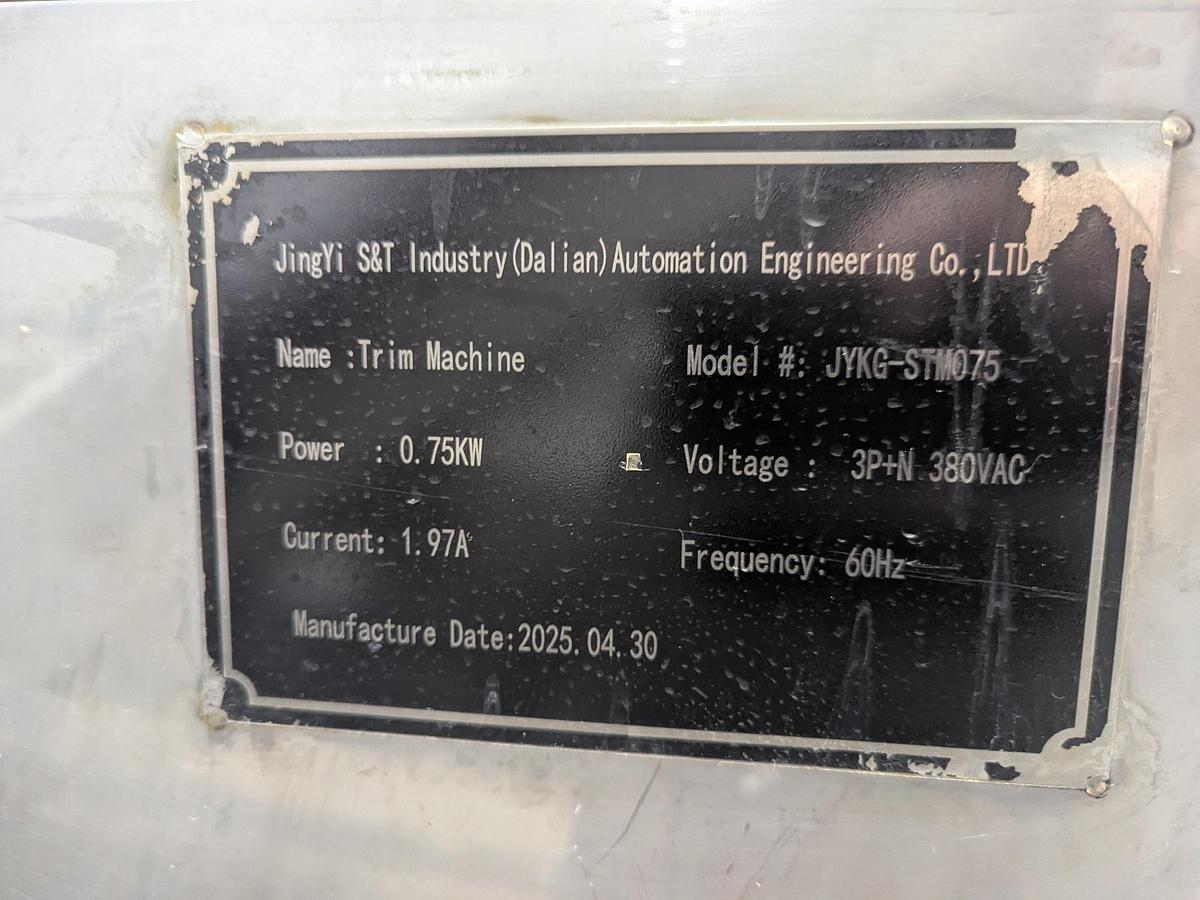 JingYi S&T Industry(Dalian)Automation Engineering Co.,LTD
Name :Trim Machine Model #: JYKG-STM075
Power : 0.75KW Voltage : 3P+N 380VAC
Current: 1.97A Frequency: 60Hz
Manufacture Date:2025.04.30